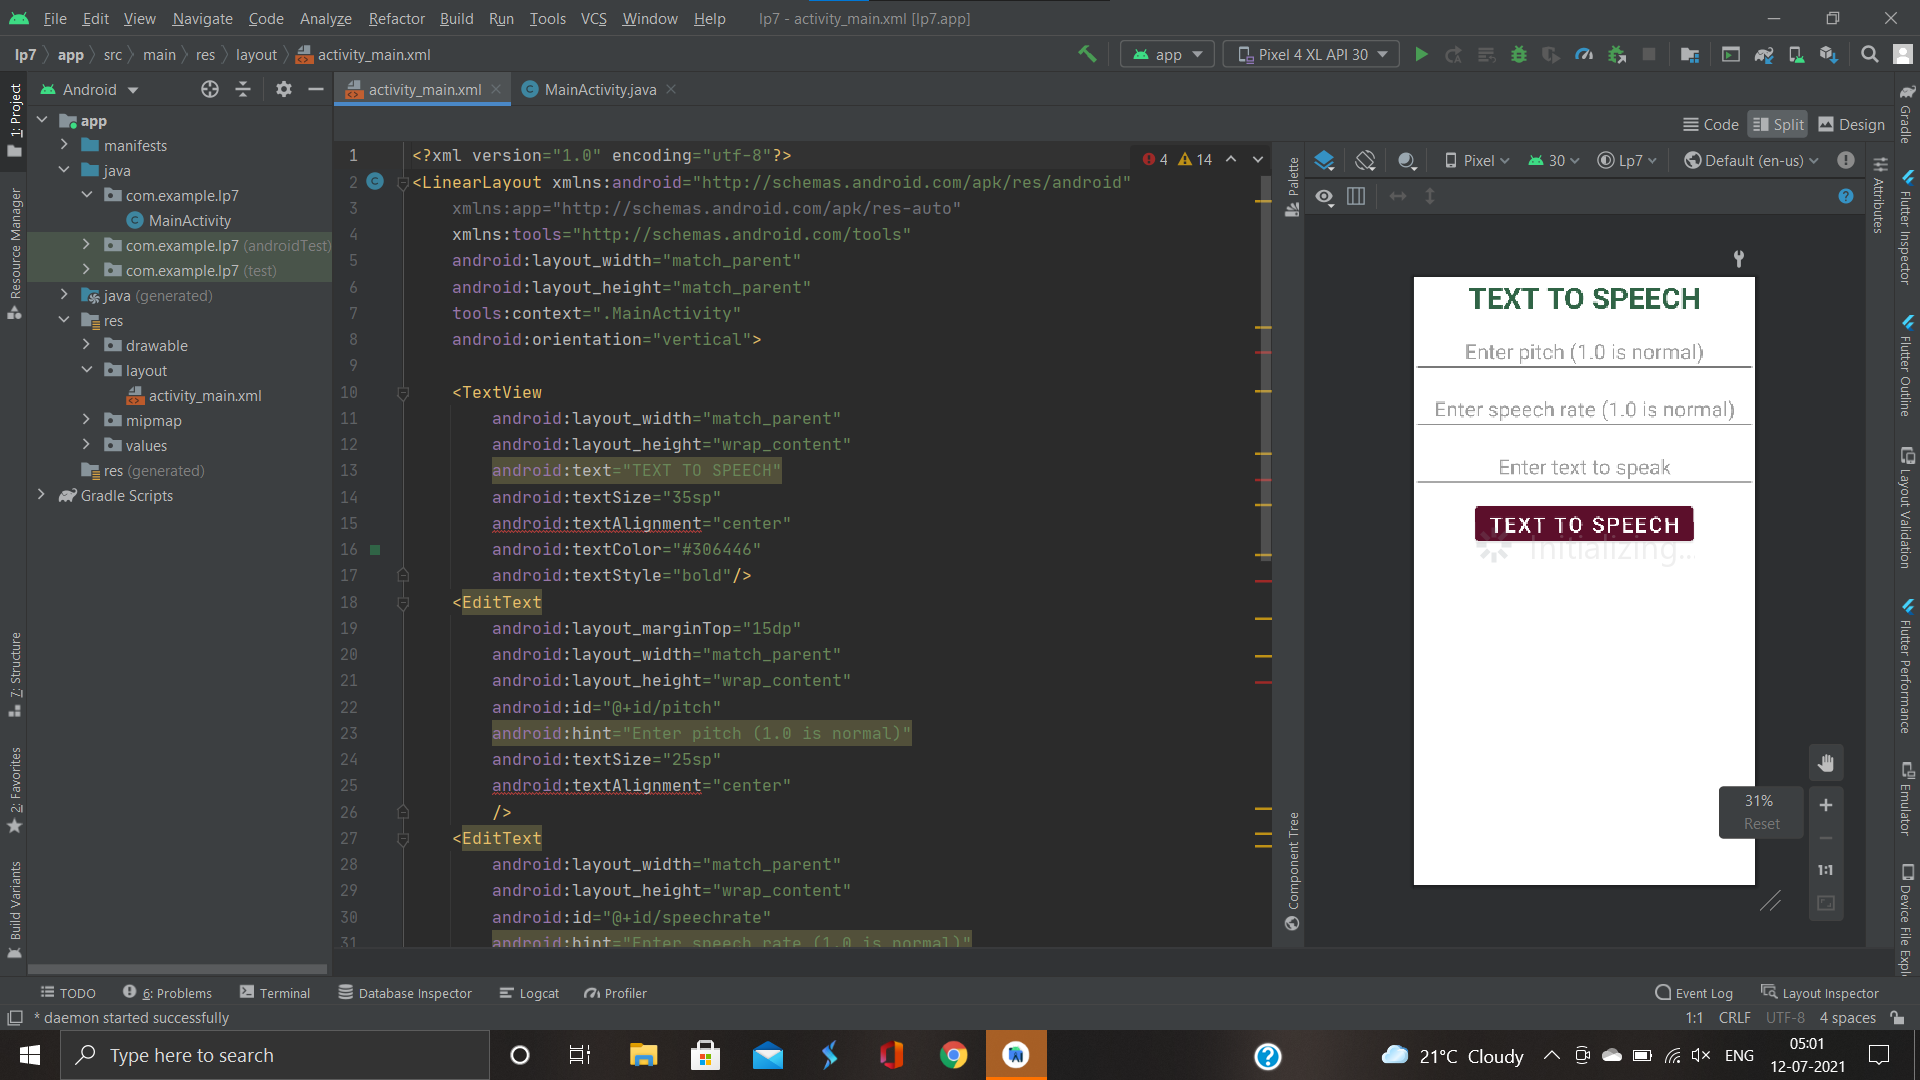 File Edit View Navigate Code Analyze Refactor Build Run Tools VCS Window Help lp7 - activity_main.xml [lp7.app]
lp7 app src main res layout activity_main.xml app Pixel 4 XL API 30
Android activity_main.xml MainActivity.java
Code Split Design
1: Project
Resource Manager
7: Structure
2: Favorites
Build Variants
app
manifests
java
com.example.lp7
MainActivity
com.example.lp7 (androidTest)
com.example.lp7 (test)
java (generated)
res
drawable
layout
activity_main.xml
mipmap
values
res (generated)
Gradle Scripts
4 14
1 <?xml version="1.0" encoding="utf-8"?>
2 <LinearLayout xmlns:android="http://schemas.android.com/apk/res/android"
3 xmlns:app="http://schemas.android.com/apk/res-auto"
4 xmlns:tools="http://schemas.android.com/tools"
5 android:layout_width="match_parent"
6 android:layout_height="match_parent"
7 tools:context=".MainActivity"
8 android:orientation="vertical">
9
10 <TextView
11 android:layout_width="match_parent"
12 android:layout_height="wrap_content"
13 android:text="TEXT TO SPEECH"
14 android:textSize="35sp"
15 android:textAlignment="center"
16 android:textColor="#306446"
17 android:textStyle="bold"/>
18 <EditText
19 android:layout_marginTop="15dp"
20 android:layout_width="match_parent"
21 android:layout_height="wrap_content"
22 android:id="@+id/pitch"
23 android:hint="Enter pitch (1.0 is normal)"
24 android:textSize="25sp"
25 android:textAlignment="center"
26 />
27 <EditText
28 android:layout_width="match_parent"
29 android:layout_height="wrap_content"
30 android:id="@+id/speechrate"
31 android:hint="Enter speech rate (1.0 is normal)"
Palette
Component Tree
Pixel 30 Lp7 Default (en-us)
TEXT TO SPEECH
Enter pitch (1.0 is normal)
Enter speech rate (1.0 is normal)
Enter text to speak
TEXT TO SPEECH
Initializing..
31%
Reset
1:1
Attributes
Gradle
Flutter Inspector
Flutter Outline
Layout Validation
Flutter Performance
Emulator
Device File Expl
TODO 6: Problems Terminal Database Inspector Logcat Profiler Event Log Layout Inspector
* daemon started successfully 1:1 CRLF UTF-8 4 spaces
Type here to search 21°C Cloudy ENG 05:01
12-07-2021